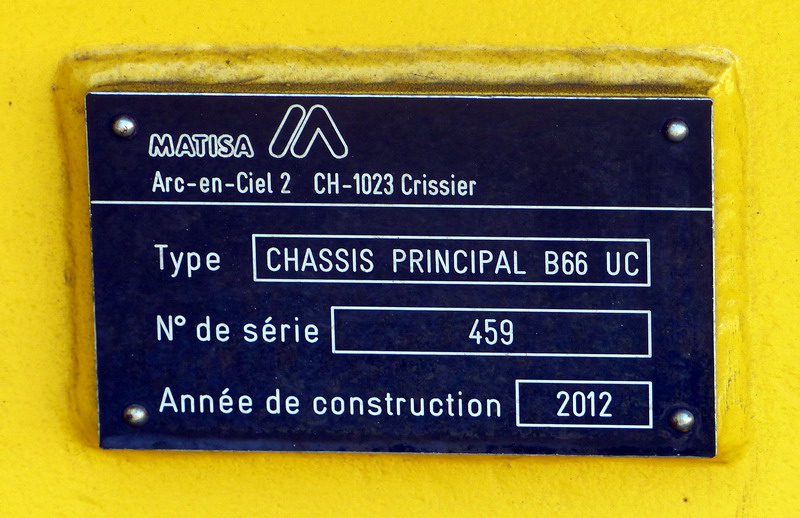 MATISA
Arc-en-Ciel 2 CH-1023 Crissier
Type CHASSIS PRINCIPAL B66 UC
N° de série 459
Année de construction 2012